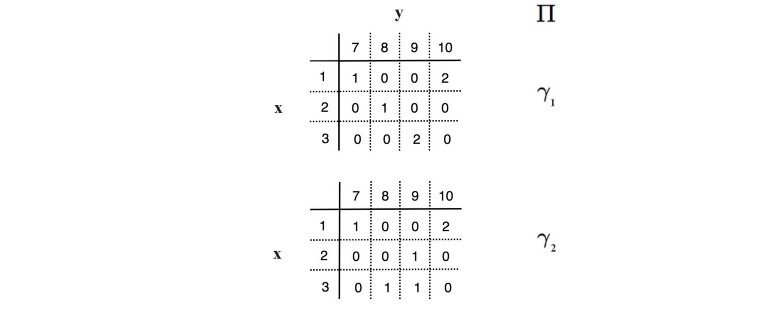 y Π
7 8 9 10
1 1 0 0 2
γ₁
x 2 0 1 0 0
3 0 0 2 0
7 8 9 10
1 1 0 0 2
γ₂
x 2 0 0 1 0
3 0 1 1 0